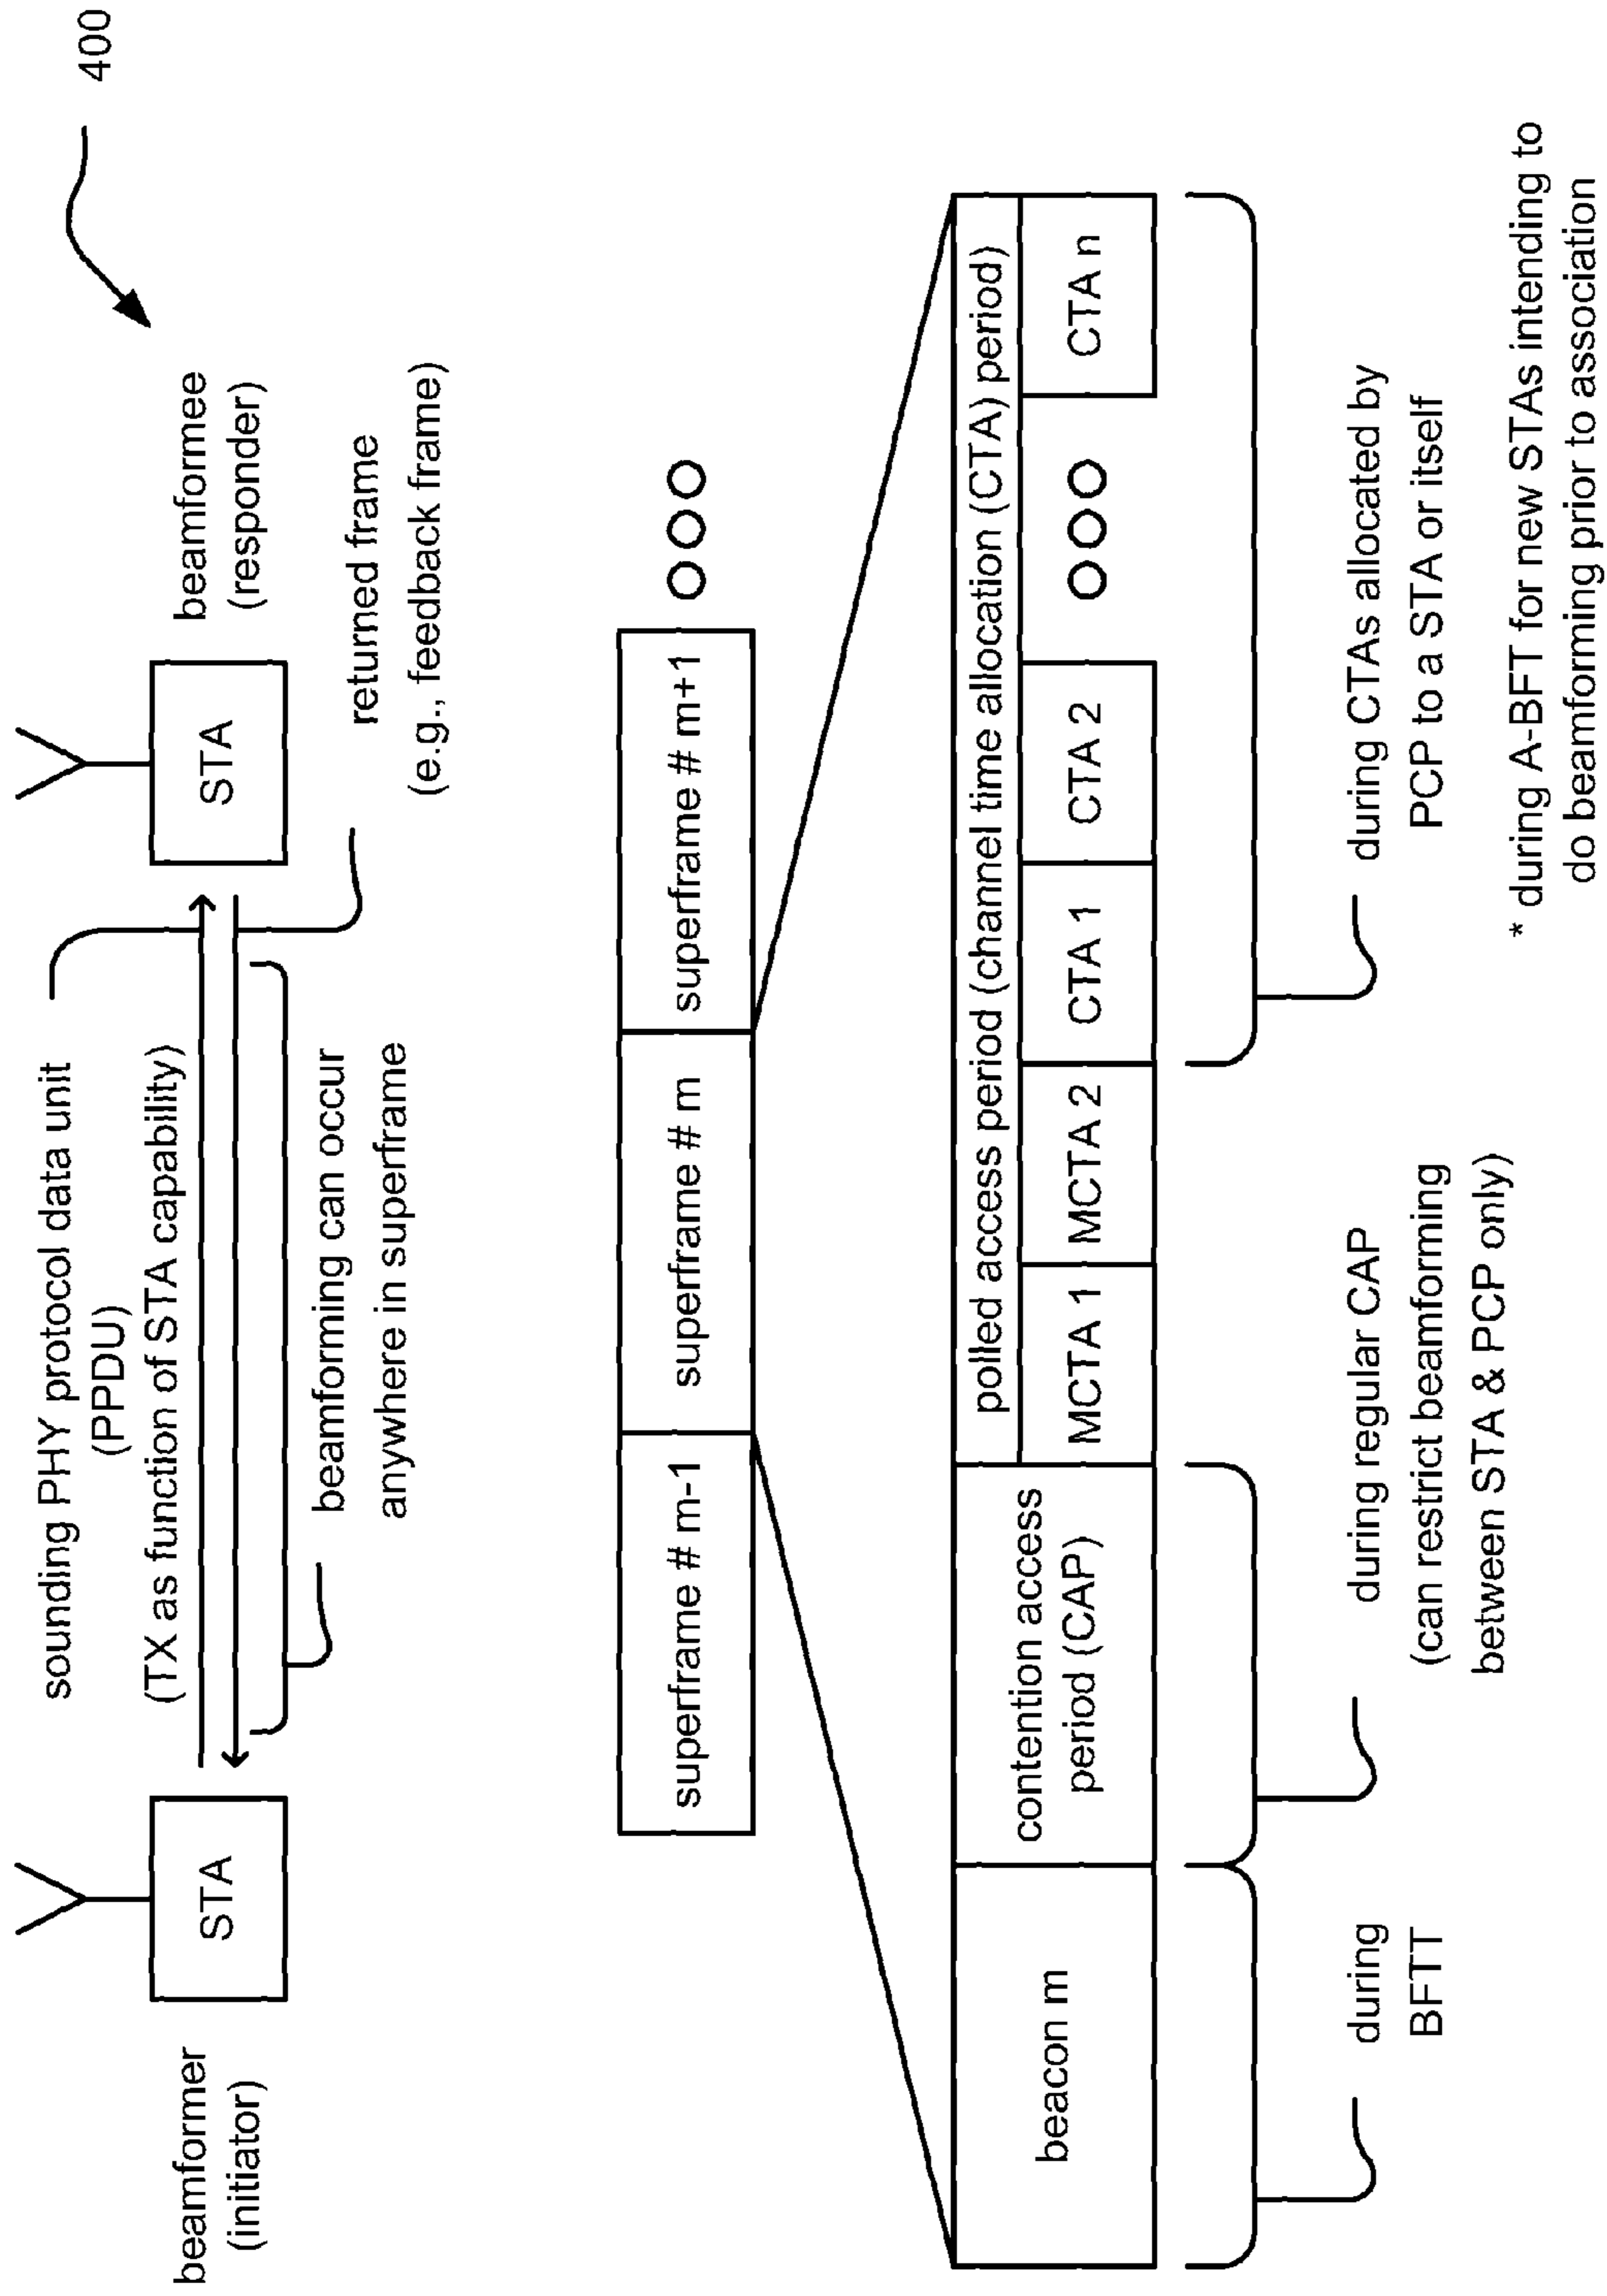 400
sounding PHY protocol data unit
(PPDU)
(TX as function of STA capability)
beamformer
(initiator)
STA
STA
beamformee
(responder)
returned frame
(e.g., feedback frame)
beamforming can occur
anywhere in superframe
superframe # m-1
superframe # m
superframe # m+1
beacon m
contention access
period (CAP)
polled access period (channel time allocation (CTA) period)
MCTA 1
MCTA 2
CTA 1
CTA 2
CTA n
during
BFTT
during regular CAP
(can restrict beamforming
between STA & PCP only)
during CTAs allocated by
PCP to a STA or itself
* during A-BFT for new STAs intending to
do beamforming prior to association